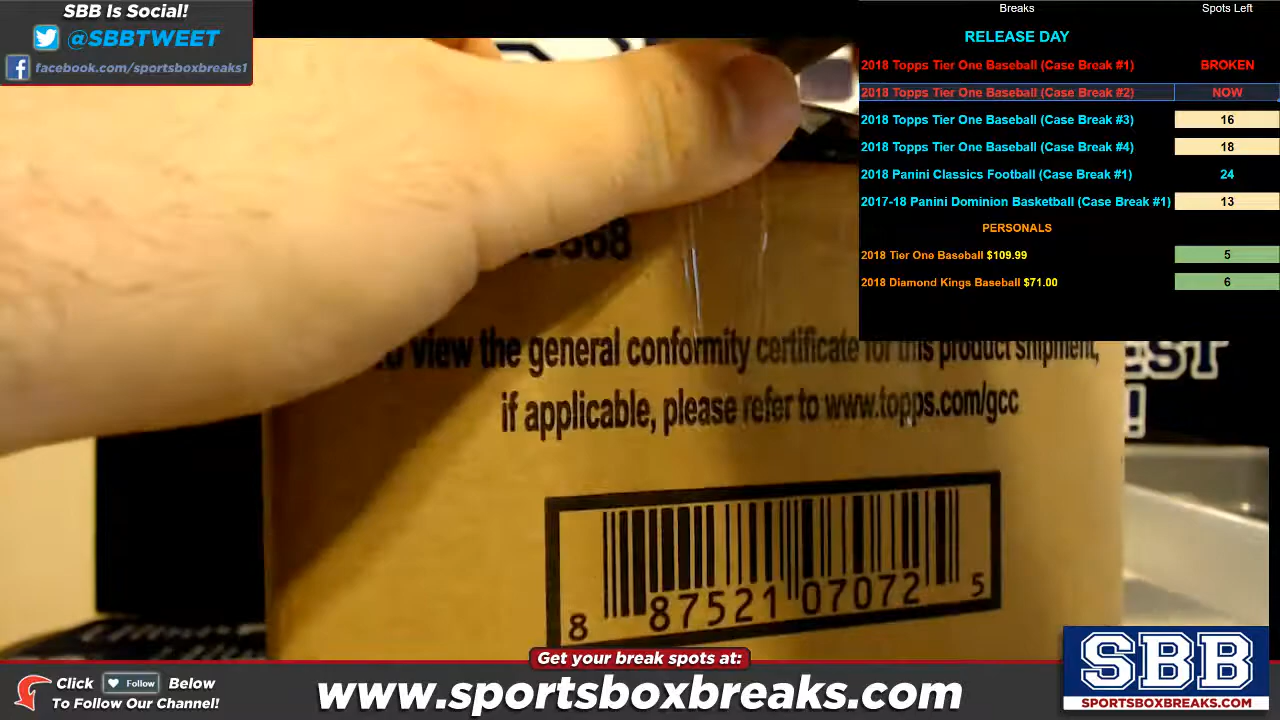 SBB Is Social!
@SBBTWEET
facebook.com/sportsboxbreaks1
Breaks Spots Left
RELEASE DAY
2018 Topps Tier One Baseball (Case Break #1) BROKEN
2018 Topps Tier One Baseball (Case Break #2) NOW
2018 Topps Tier One Baseball (Case Break #3) 16
2018 Topps Tier One Baseball (Case Break #4) 18
2018 Panini Classics Football (Case Break #1) 24
2017-18 Panini Dominion Basketball (Case Break #1) 13
PERSONALS
2018 Tier One Baseball $109.99 5
2018 Diamond Kings Baseball $71.00 6
view the general conformity certificate for this product shipment,
if applicable, please refer to www.topps.com/gcc
8 87521 07072 5
Get your break spots at:
Click Follow Below
To Follow Our Channel!
www.sportsboxbreaks.com
SBB
SPORTSBOXBREAKS.COM